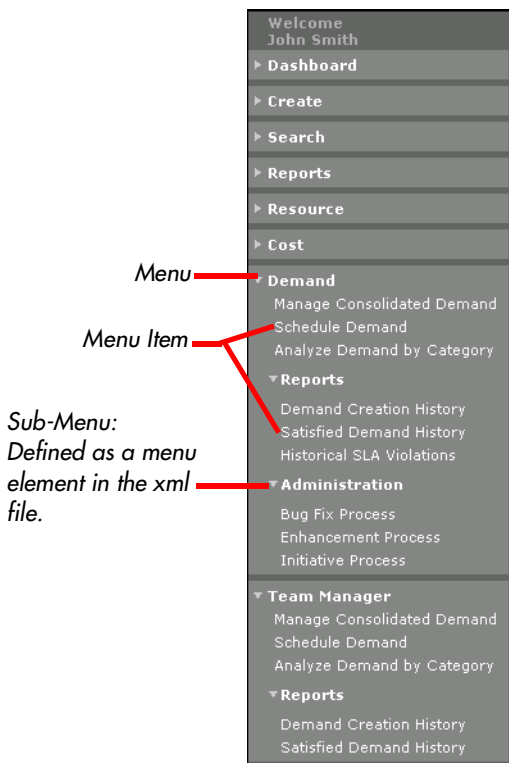 Welcome
John Smith
Dashboard
Create
Search
Reports
Resource
Cost
Menu
Demand
Manage Consolidated Demand
Menu Item
Schedule Demand
Analyze Demand by Category
Reports
Demand Creation History
Satisfied Demand History
Historical SLA Violations
Sub-Menu:
Defined as a menu
element in the xml
file.
Administration
Bug Fix Process
Enhancement Process
Initiative Process
Team Manager
Manage Consolidated Demand
Schedule Demand
Analyze Demand by Category
Reports
Demand Creation History
Satisfied Demand History